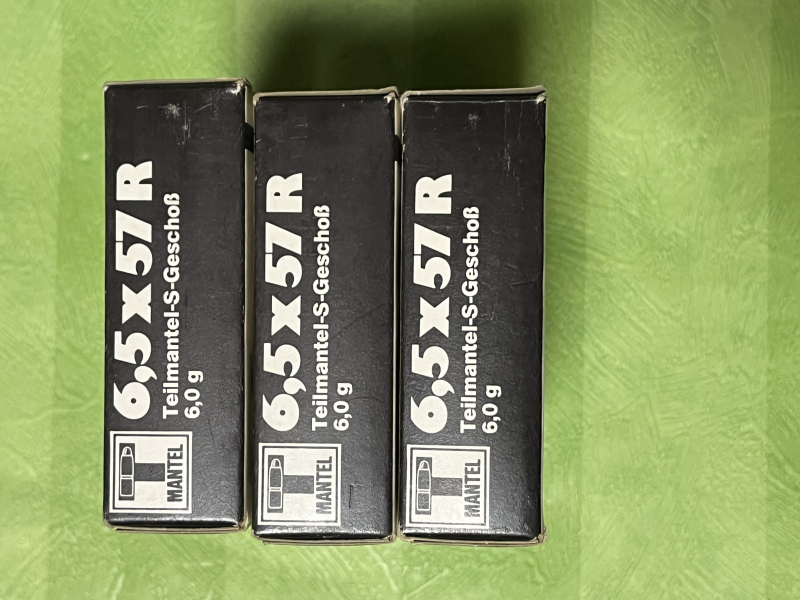 6,5 x 57 R
Teilmantel-S-Geschoß
6,0 g
T
MANTEL
6,5 x 57 R
Teilmantel-S-Geschoß
6,0 g
T
MANTEL
6,5 x 57 R
Teilmantel-S-Geschoß
6,0 g
T
MANTEL